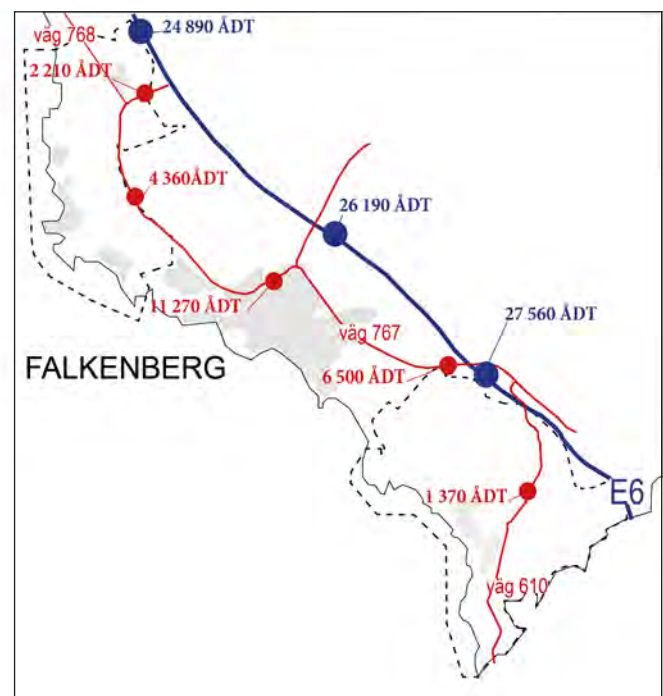 24 890 ÅDT
väg 768
2 210 ÅDT
4 360ÅDT
26 190 ÅDT
11 270 ÅDT
27 560 ÅDT
väg 767
FALKENBERG
6 500 ÅDT
1 370 ÅDT
E6
väg 610